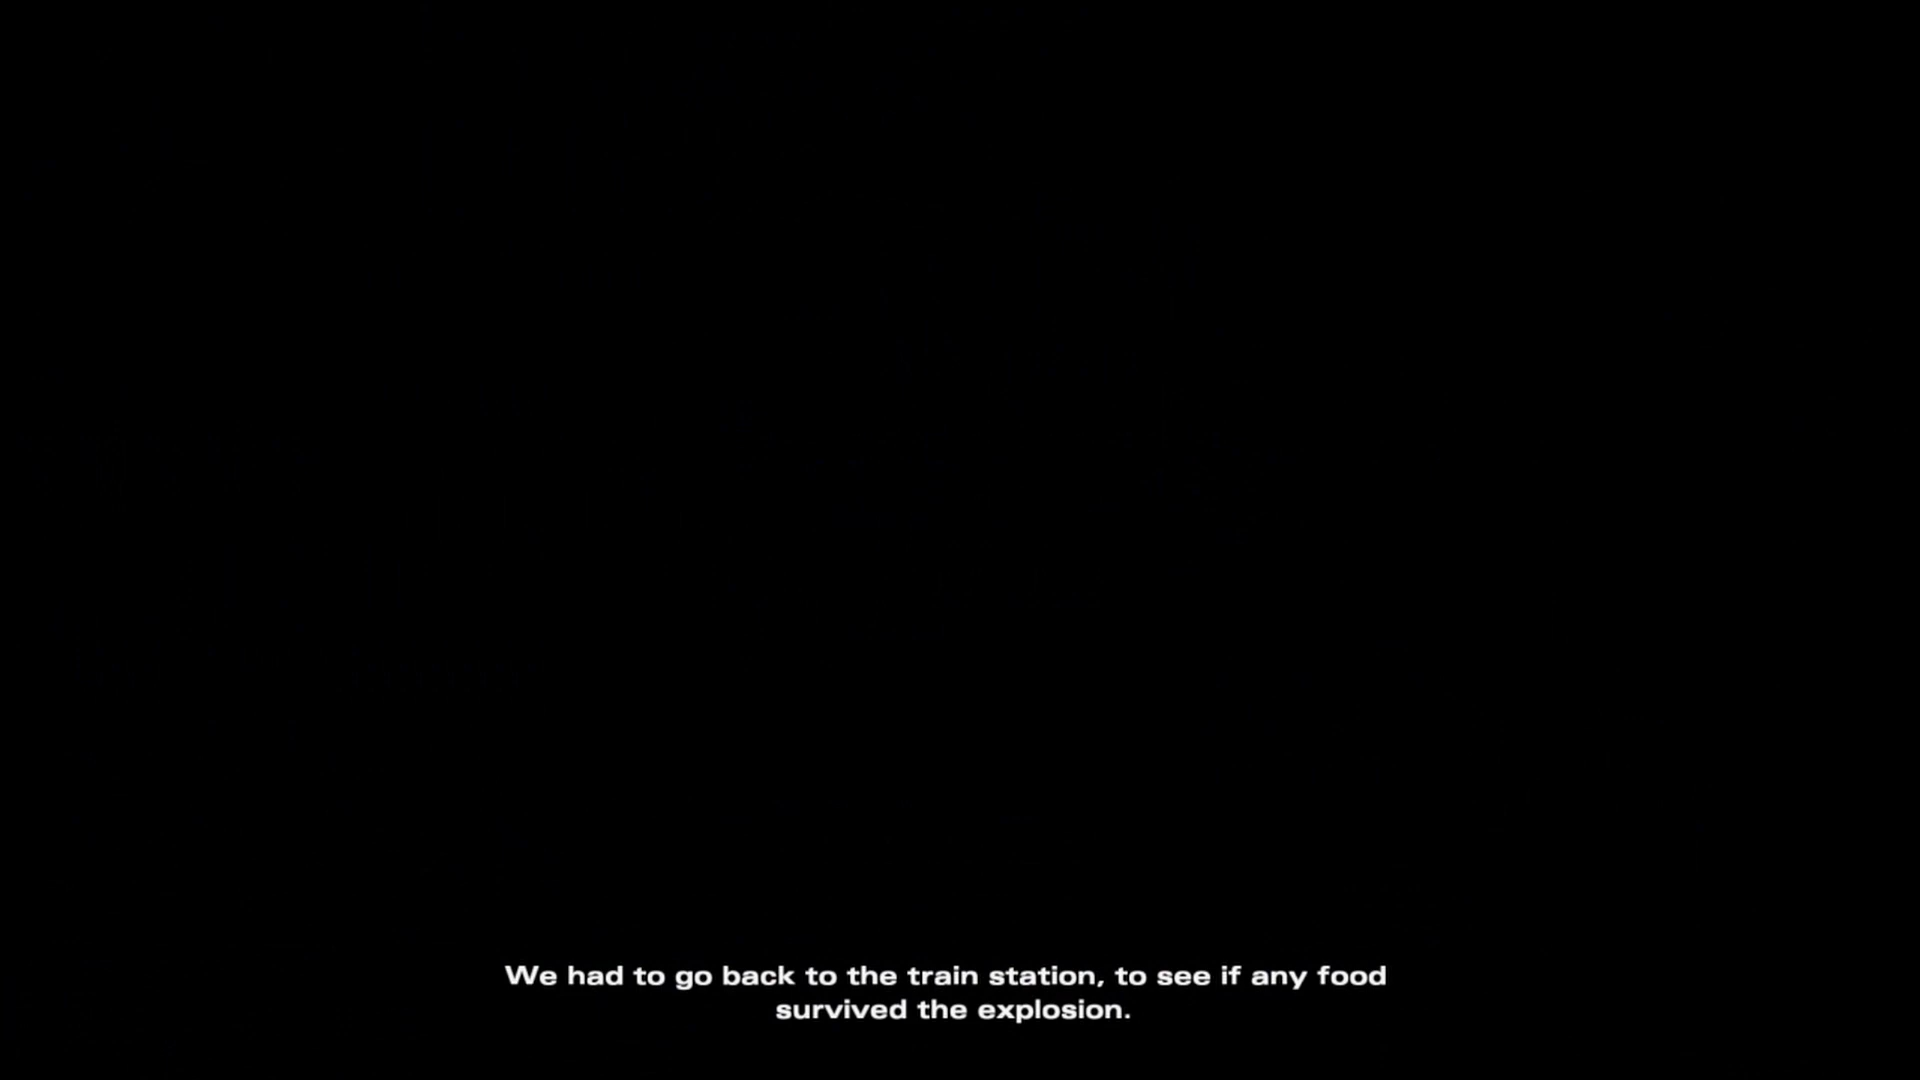 We had to go back to the train station, to see if any food
survived the explosion.